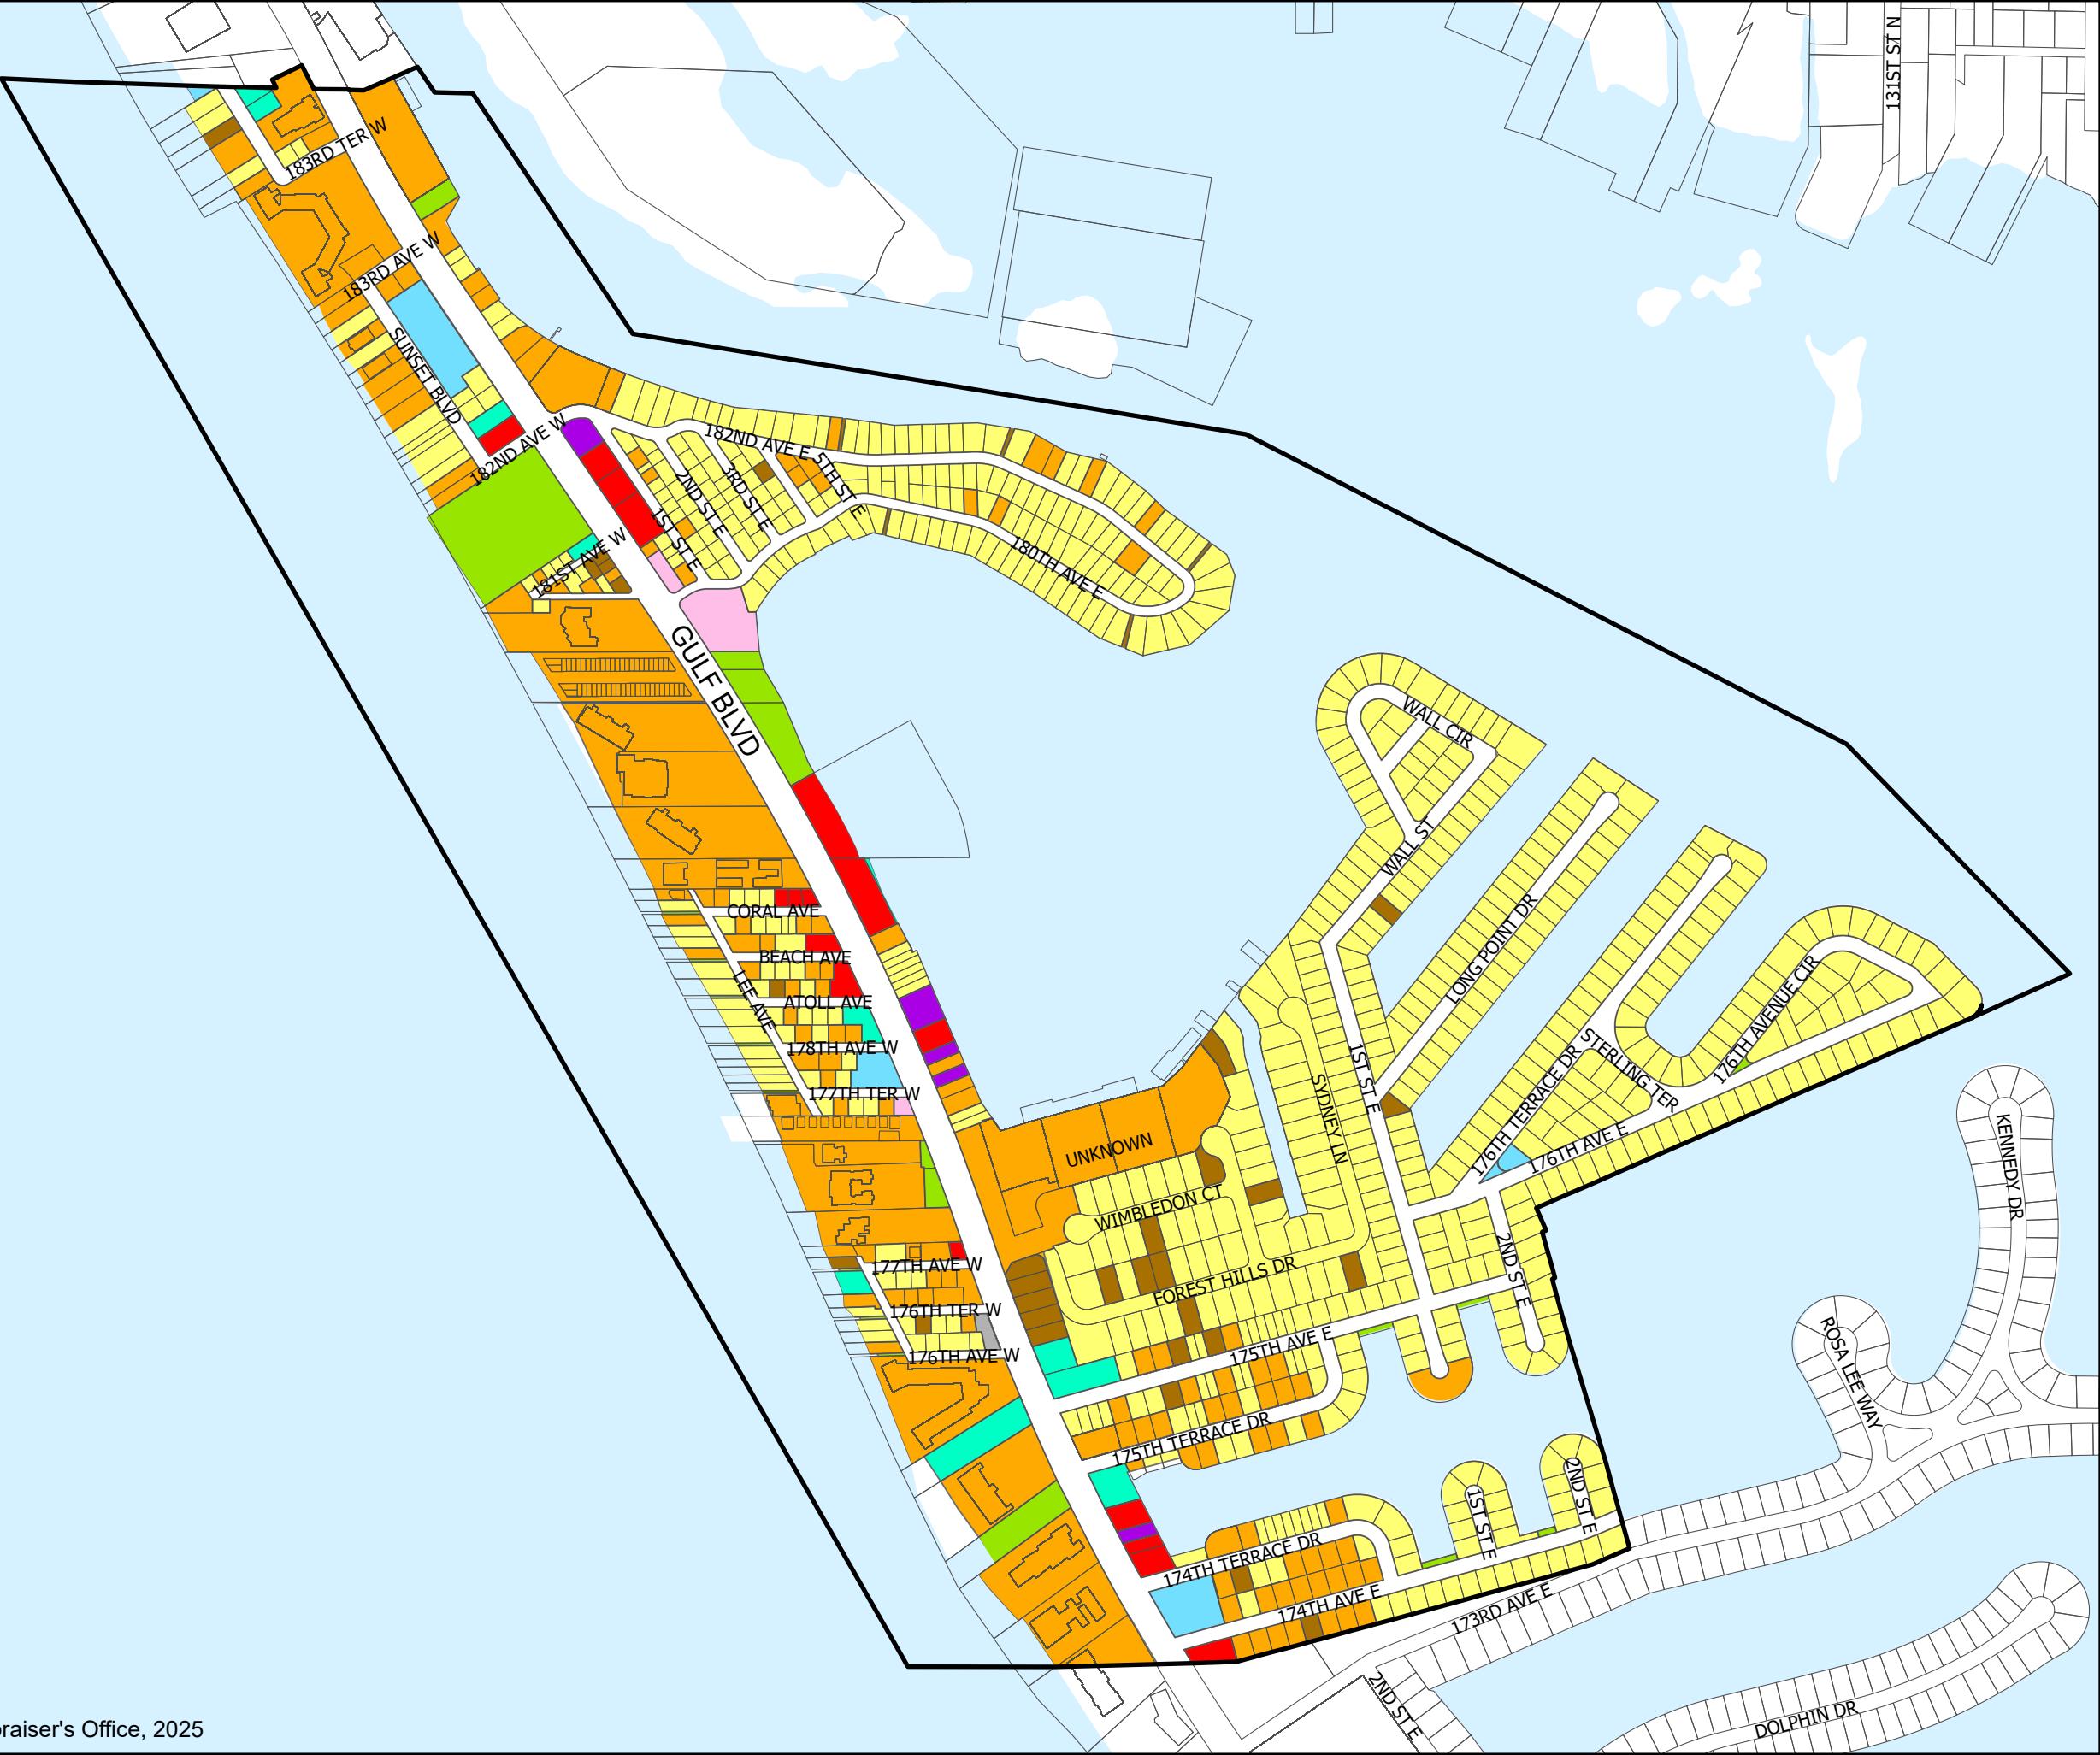 131ST ST N
183RD TER W
183RD AVE W
SUNSET BLVD
182ND AVE W
182ND AVE E
5TH ST E
3RD ST E
2ND ST E
1ST ST E
181ST AVE W
180TH AVE E
GULF BLVD
WALL CIR
WALL ST
CORAL AVE
LONG POINT DR
BEACH AVE
LEE AVE
ATOLL AVE
176TH AVENUE CIR
178TH AVE W
STERLING TER
1ST ST E
176TH TERRACE DR
177TH TER W
SYDNEY LN
UNKNOWN
176TH AVE E
KENNEDY DR
WIMBLEDON CT
177TH AVE W
FOREST HILLS DR
2ND ST E
176TH TER W
175TH AVE E
176TH AVE W
ROSA LEE WAY
175TH TERRACE DR
1ST ST E
2ND ST E
174TH TERRACE DR
174TH AVE E
173RD AVE E
2ND ST E
DOLPHIN DR
raiser's Office, 2025